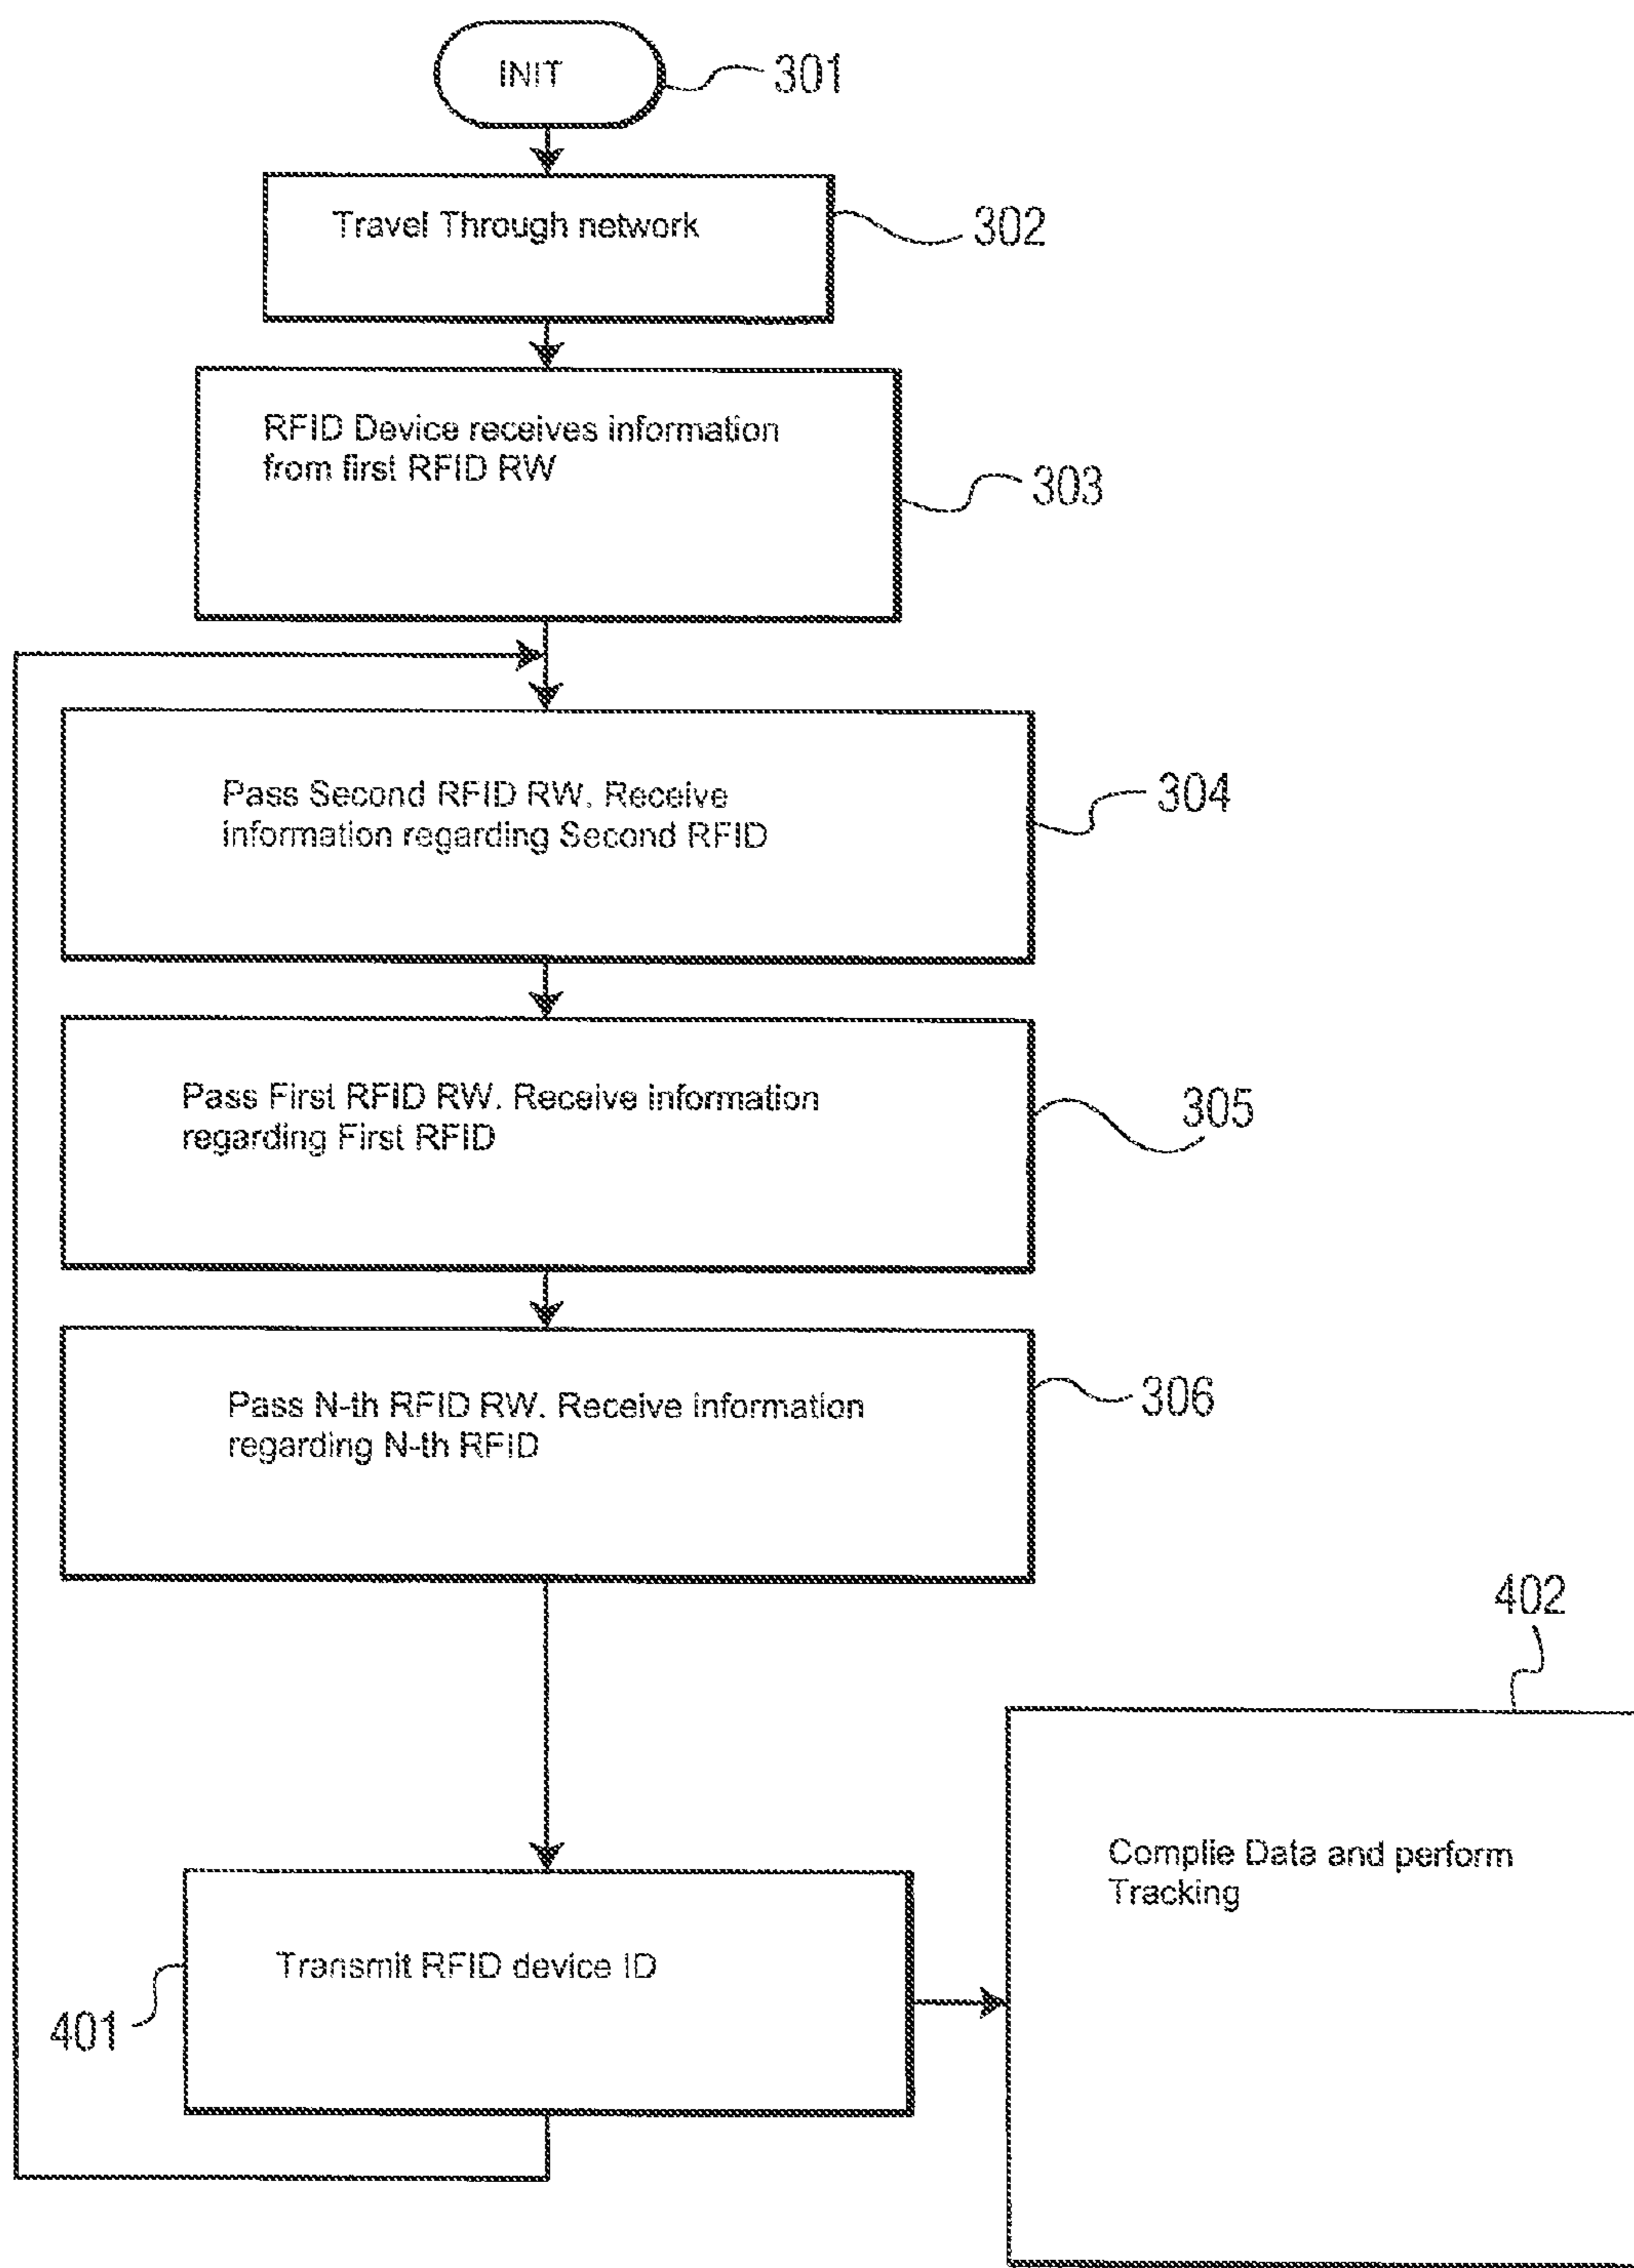 INIT
301
Travel Through network
302
RFID Device receives information
from first RFID RW
303
Pass Second RFID RW. Receive
information regarding Second RFID
304
Pass First RFID RW. Receive information
regarding First RFID
305
Pass N-th RFID RW. Receive information
regarding N-th RFID
306
402
Complie Data and perform
Tracking
Transmit RFID device ID
401